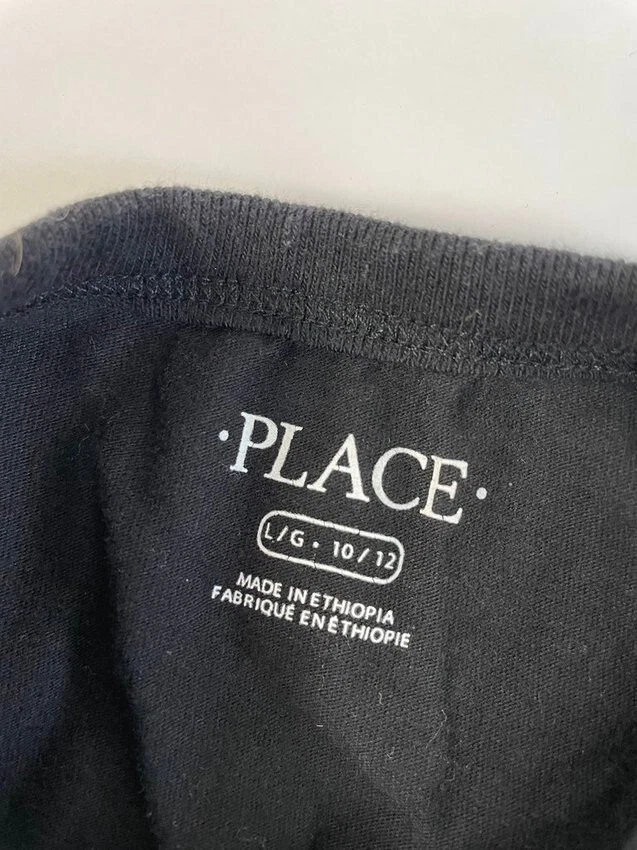 ·PLACE·
L/G · 10/12
MADE IN ETHIOPIA
FABRIQUÉ EN ÉTHIOPIE